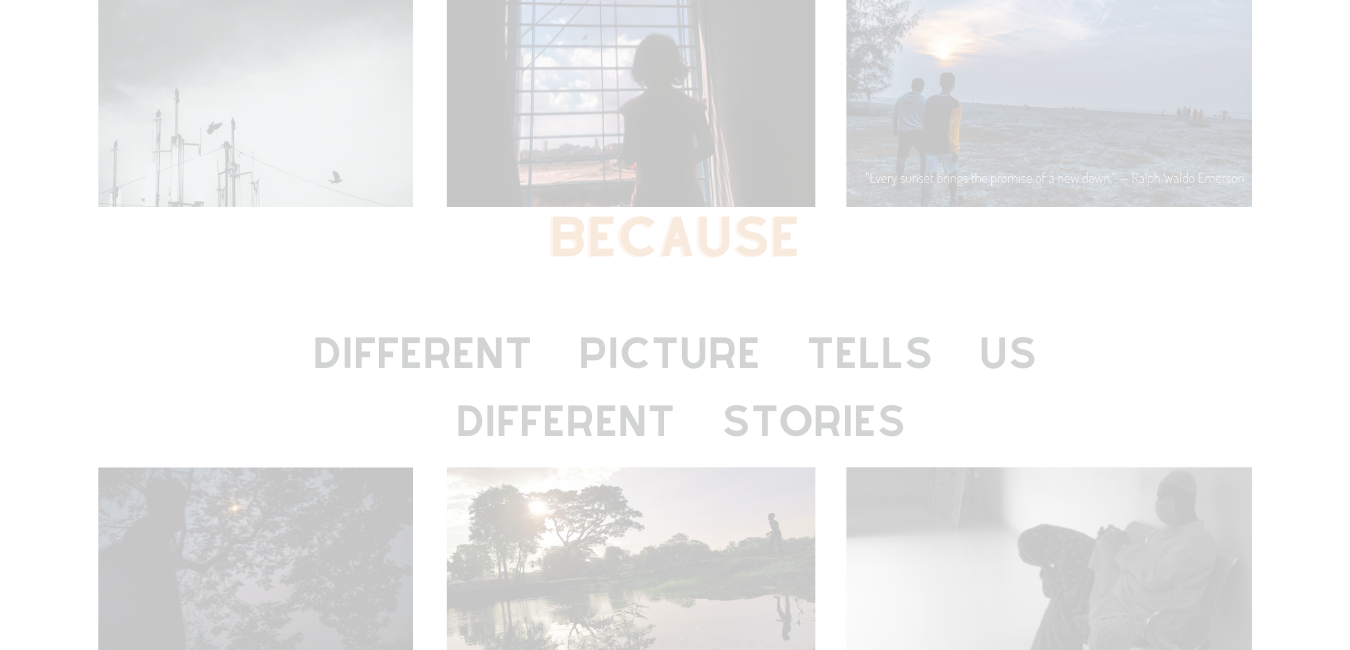 "Every sunset brings the promise of a new dawn." — Ralph Waldo Emerson
BECAUSE
DIFFERENT PICTURE TELLS US
DIFFERENT STORIES